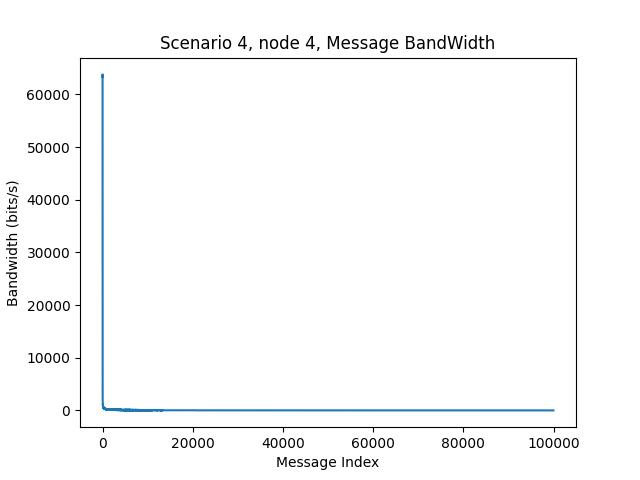 Scenario 4, node 4, Message BandWidth
Bandwidth (bits/s)
60000
50000
40000
30000
20000
10000
0
0 20000 40000 60000 80000 100000
Message Index